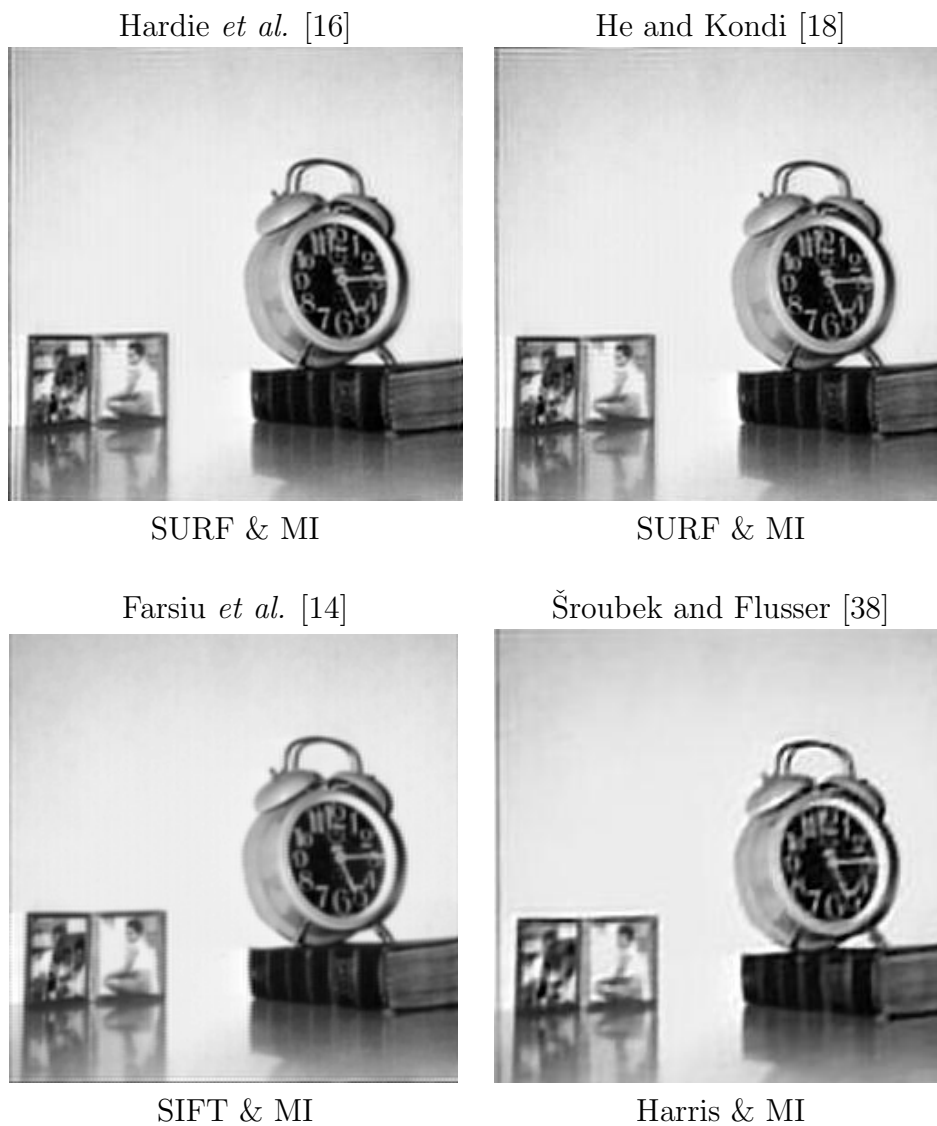 Hardie et al. [16]
He and Kondi [18]
SURF & MI
SURF & MI
Farsiu et al. [14]
Šroubek and Flusser [38]
SIFT & MI
Harris & MI